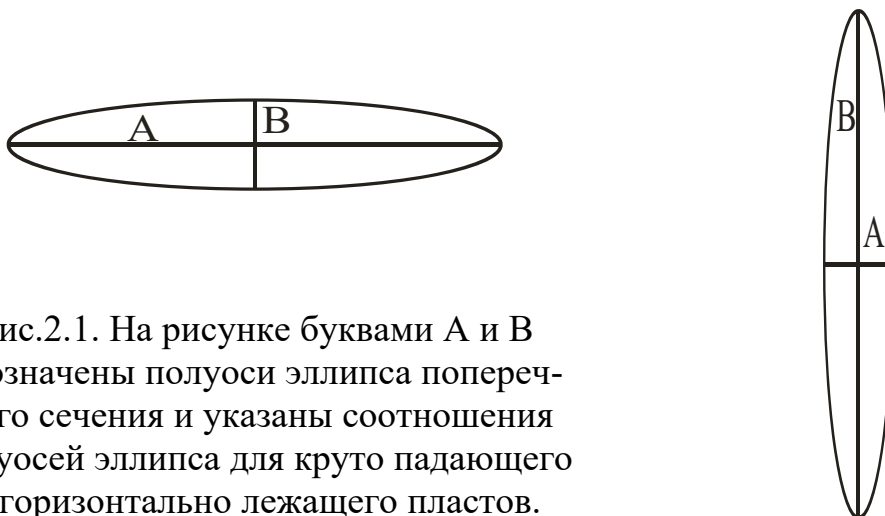 A B
B
A
ис.2.1. На рисунке буквами А и В
означены полуоси эллипса попереч-
го сечения и указаны соотношения
уосей эллипса для круто падающего
горизонтально лежащего пластов.